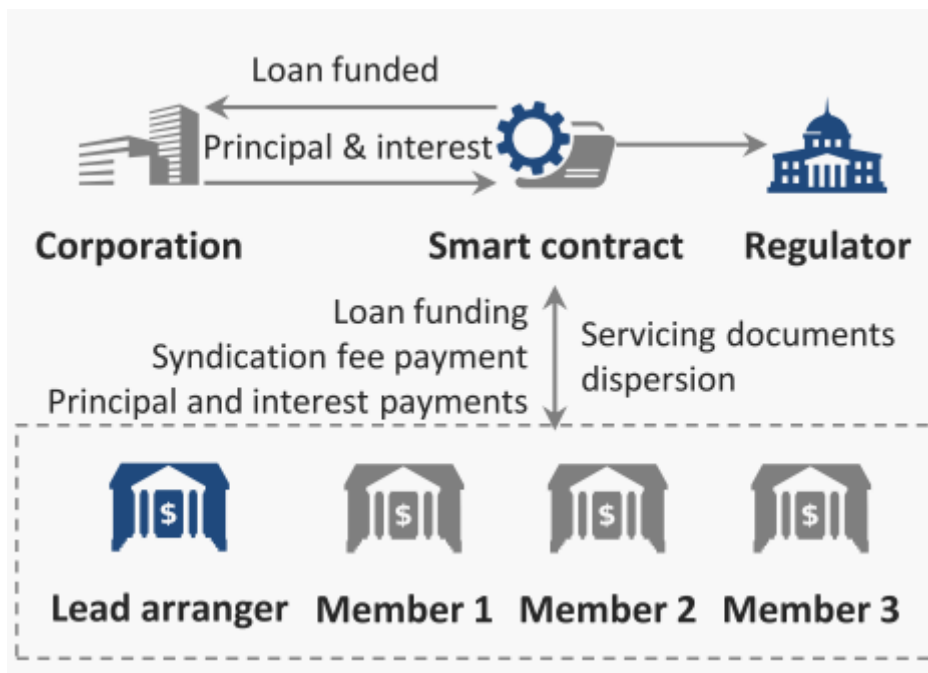 Loan funded
Principal & interest
Corporation
Smart contract
Regulator
Loan funding
Syndication fee payment
Principal and interest payments
Servicing documents
dispersion
$
$
$
$
Lead arranger
Member 1
Member 2
Member 3